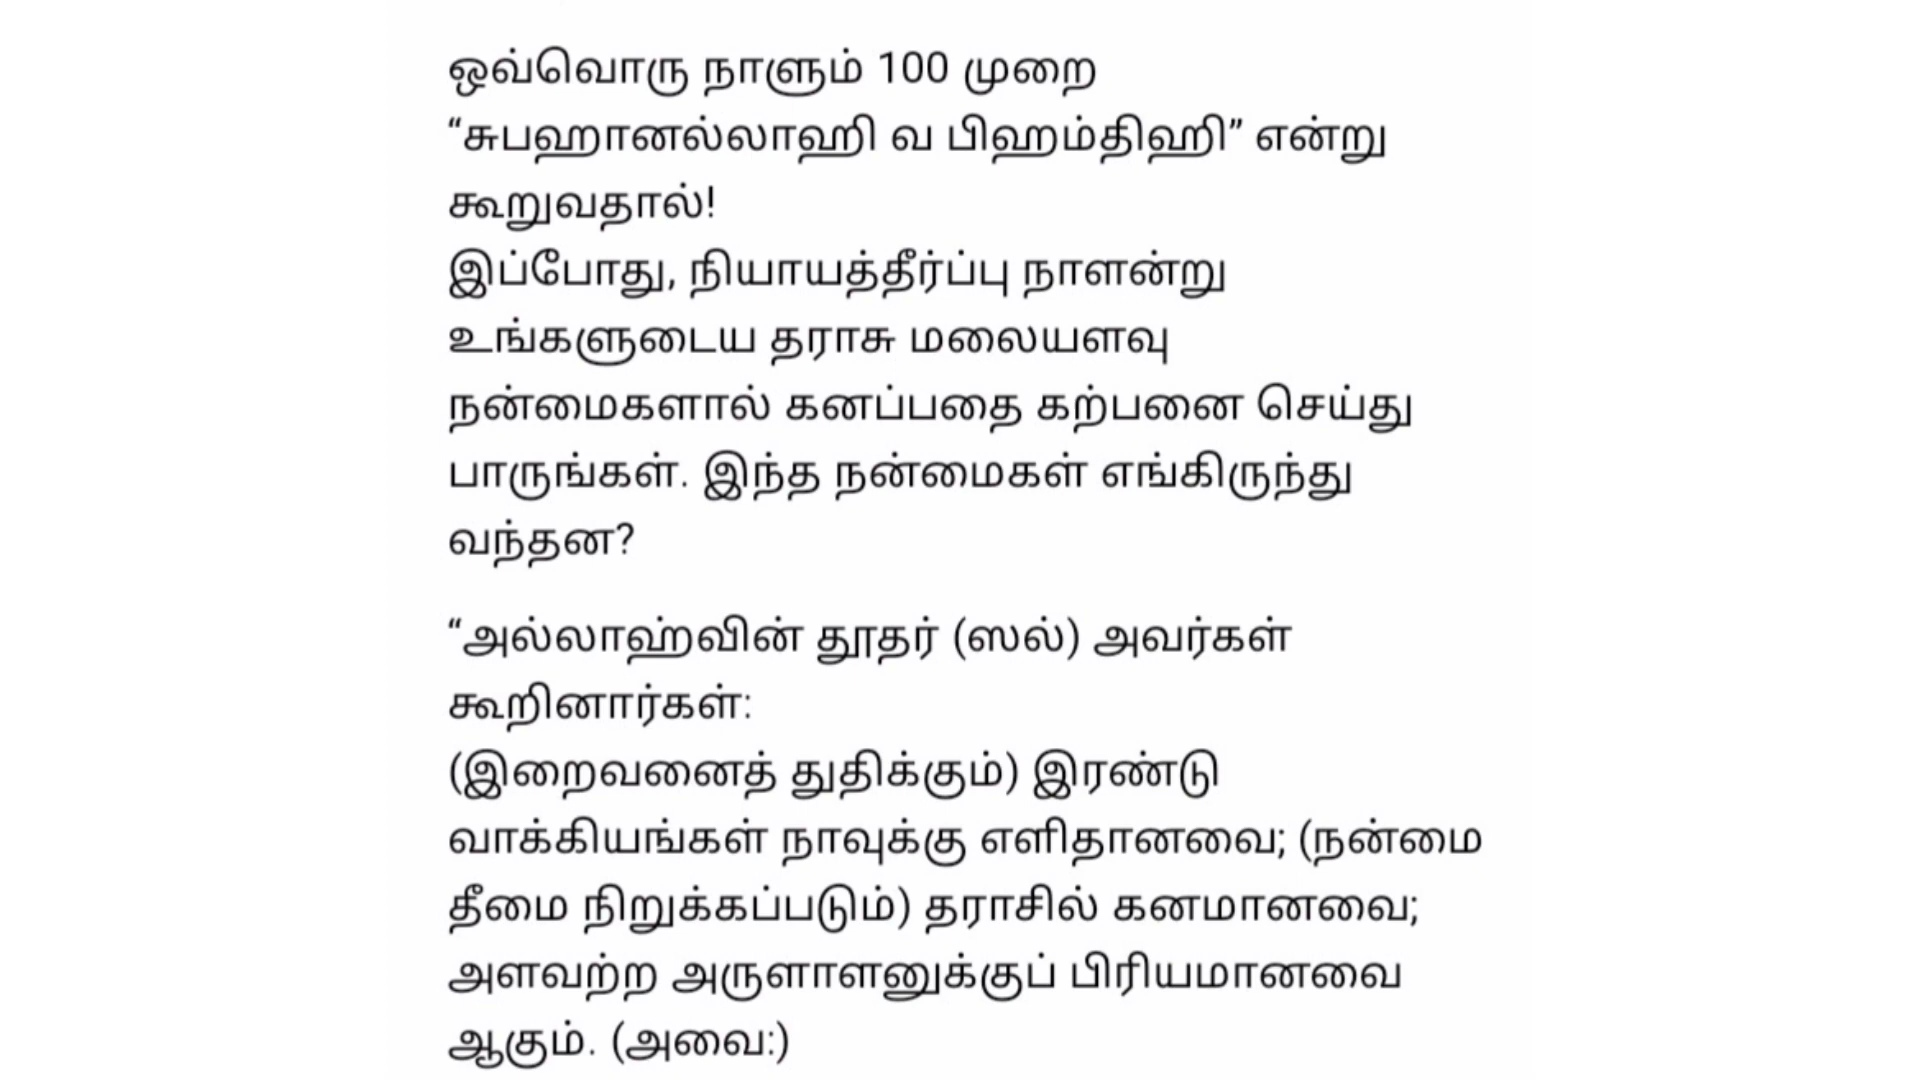 ஒவ்வொரு நாளும் 100 முறை
“சுபஹானல்லாஹி வ பிஹம்திஹி” என்று
கூறுவதால்!
இப்போது, நியாயத்தீர்ப்பு நாளன்று
உங்களுடைய தராசு மலையளவு
நன்மைகளால் கனப்பதை கற்பனை செய்து
பாருங்கள். இந்த நன்மைகள் எங்கிருந்து
வந்தன?
“அல்லாஹ்வின் தூதர் (ஸல்) அவர்கள்
கூறினார்கள்:
(இறைவனைத் துதிக்கும்) இரண்டு
வாக்கியங்கள் நாவுக்கு எளிதானவை; (நன்மை
தீமை நிறுக்கப்படும்) தராசில் கனமானவை;
அளவற்ற அருளாளனுக்குப் பிரியமானவை
ஆகும். (அவை:)